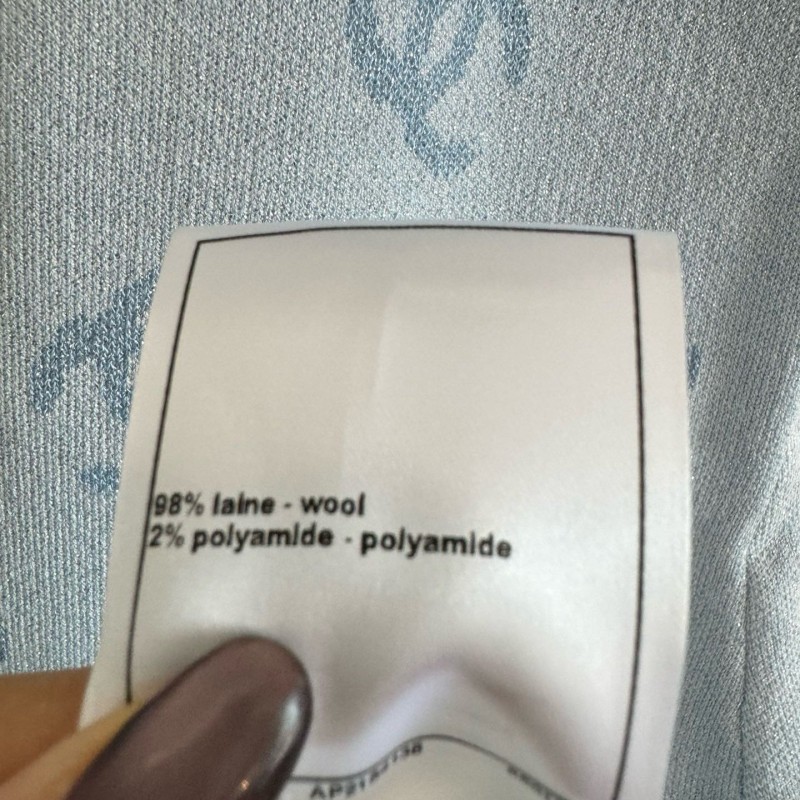 98% laine - wool
2% polyamide - polyamide